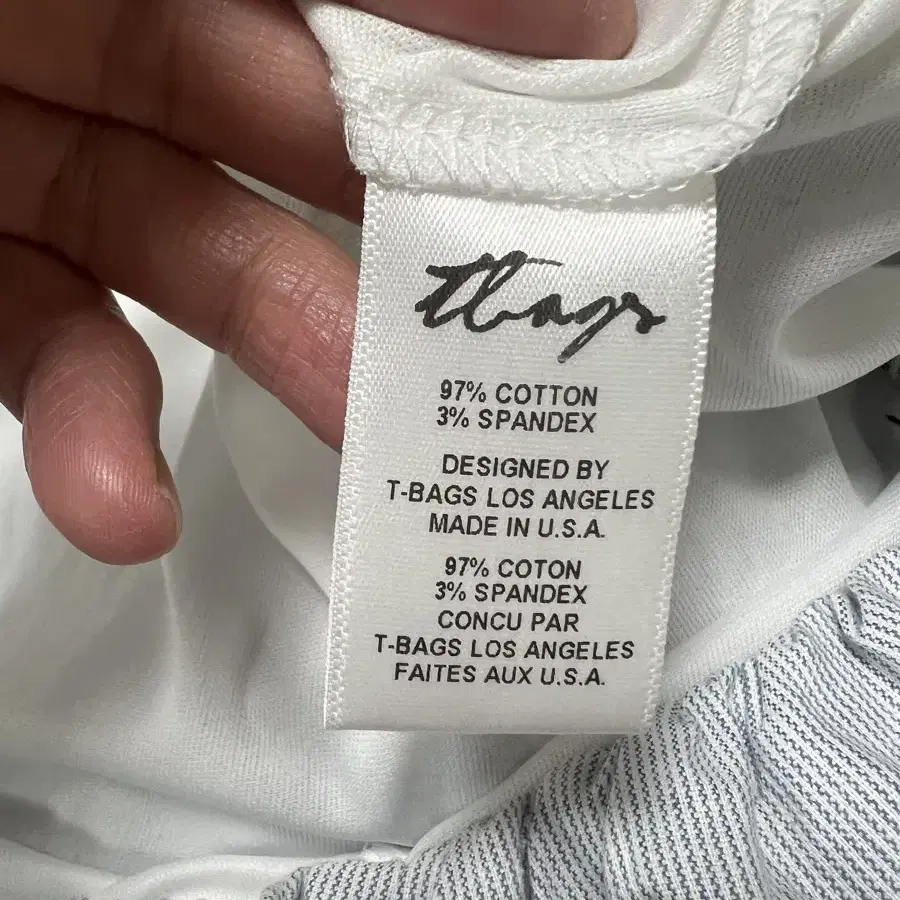 tbags
97% COTTON
3% SPANDEX
DESIGNED BY
T-BAGS LOS ANGELES
MADE IN U.S.A.
97% COTON
3% SPANDEX
CONCU PAR
T-BAGS LOS ANGELES
FAITES AUX U.S.A.